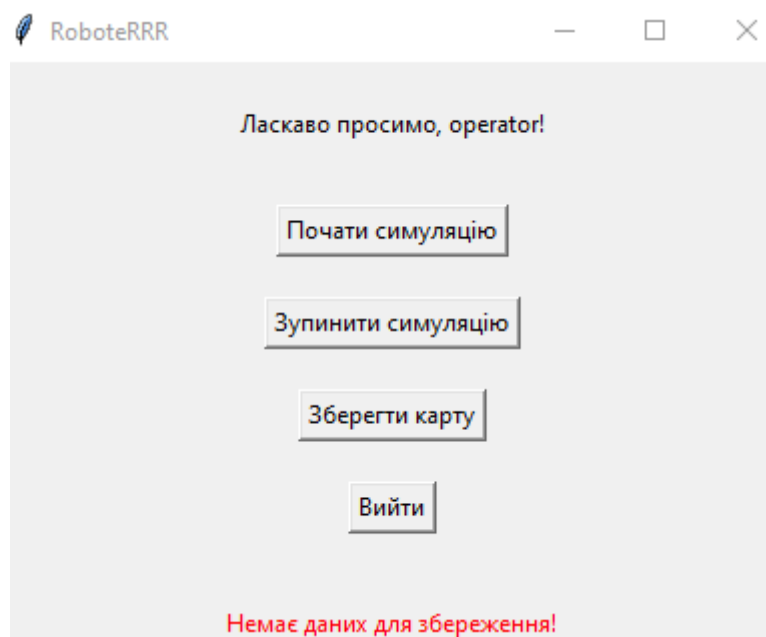 RoboteRRR
Ласкаво просимо, operator!
Почати симуляцію
Зупинити симуляцію
Зберегти карту
Вийти
Немає даних для збереження!